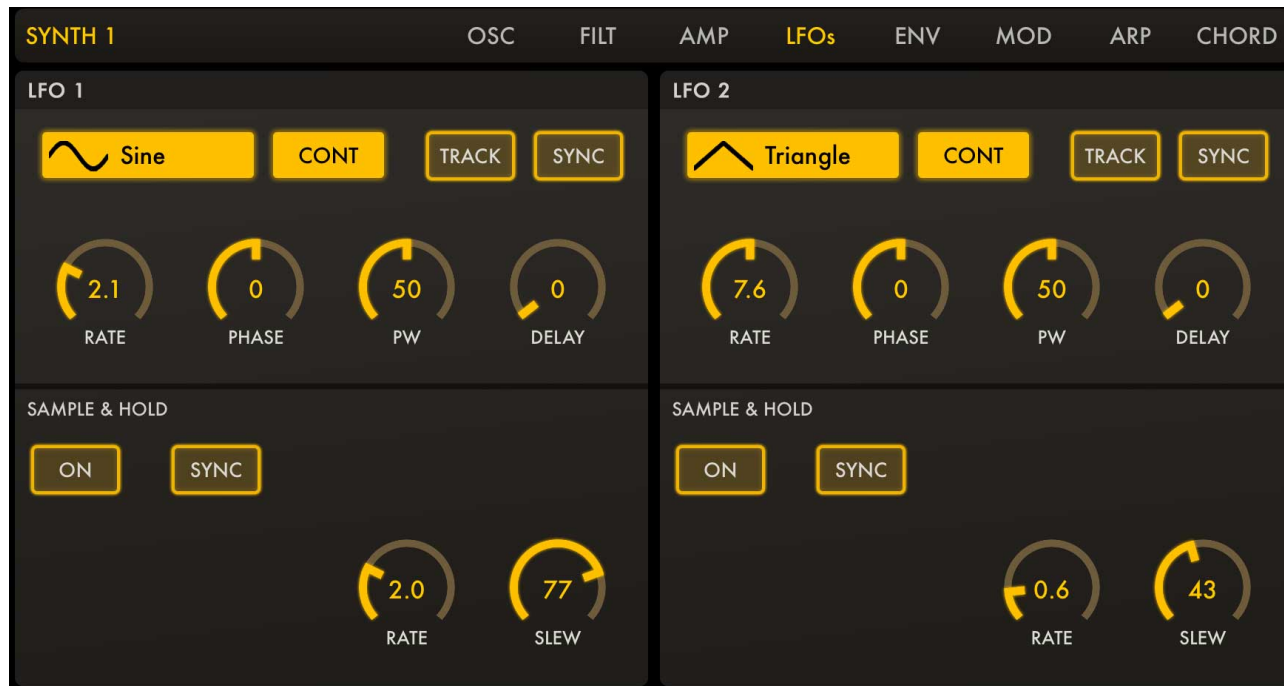 SYNTH 1 OSC FILT AMP LFOs ENV MOD ARP CHORD
LFO 1
Sine CONT TRACK SYNC
2.1 0 50 0
RATE PHASE PW DELAY
SAMPLE & HOLD
ON SYNC
2.0 77
RATE SLEW
LFO 2
Triangle CONT TRACK SYNC
7.6 0 50 0
RATE PHASE PW DELAY
SAMPLE & HOLD
ON SYNC
0.6 43
RATE SLEW